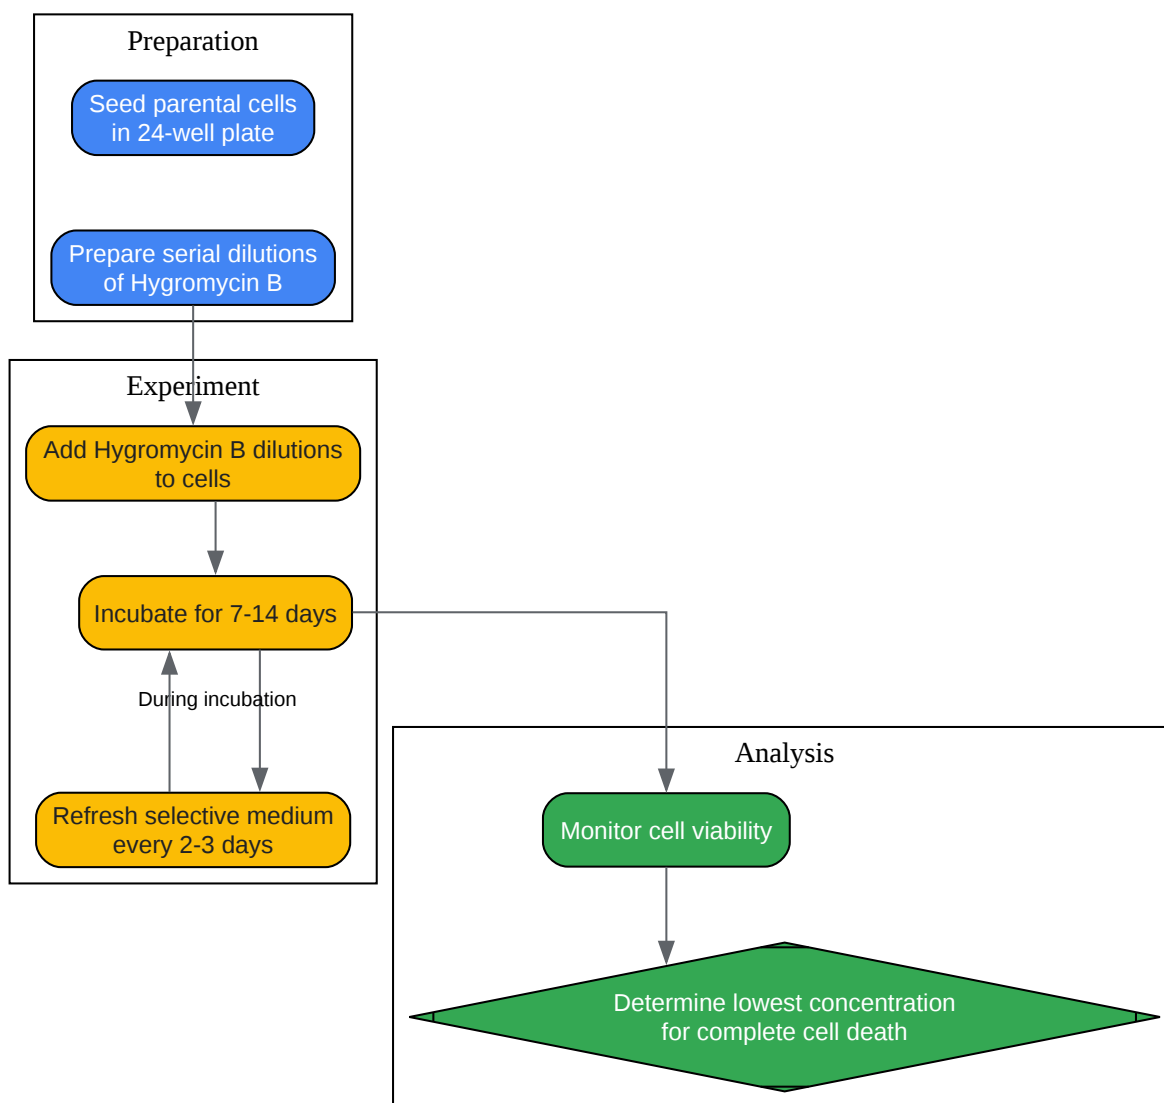 Preparation
Seed parental cells
in 24-well plate
Prepare serial dilutions
of Hygromycin B
Experiment
Add Hygromycin B dilutions
to cells
Incubate for 7-14 days
During incubation
Refresh selective medium
every 2-3 days
Analysis
Monitor cell viability
Determine lowest concentration
for complete cell death